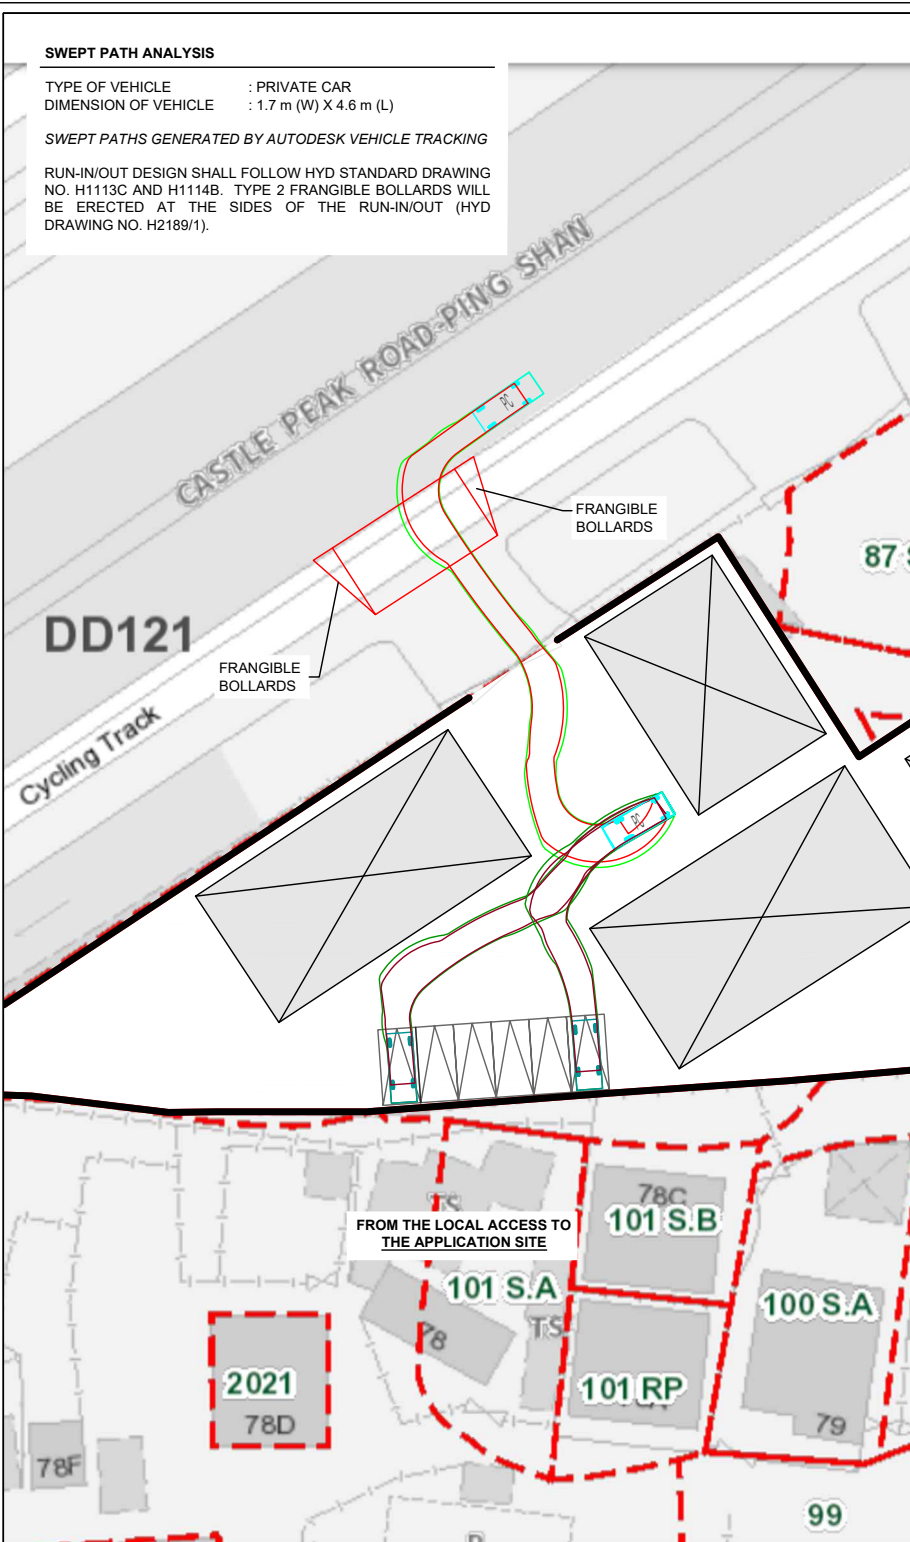 SWEPT PATH ANALYSIS
TYPE OF VEHICLE : PRIVATE CAR
DIMENSION OF VEHICLE : 1.7 m (W) X 4.6 m (L)
SWEPT PATHS GENERATED BY AUTODESK VEHICLE TRACKING
RUN-IN/OUT DESIGN SHALL FOLLOW HYD STANDARD DRAWING
NO. H1113C AND H1114B. TYPE 2 FRANGIBLE BOLLARDS WILL
BE ERECTED AT THE SIDES OF THE RUN-IN/OUT (HYD
DRAWING NO. H2189/1).
CASTLE PEAK ROAD-PING SHAN
PC
FRANGIBLE
BOLLARDS
87
DD121
FRANGIBLE
BOLLARDS
Cycling Track
PC
TS
78C
101 S.B
FROM THE LOCAL ACCESS TO
THE APPLICATION SITE
101 S.A
100 S.A
TS
78
2021
101 RP
78D
79
78F
99